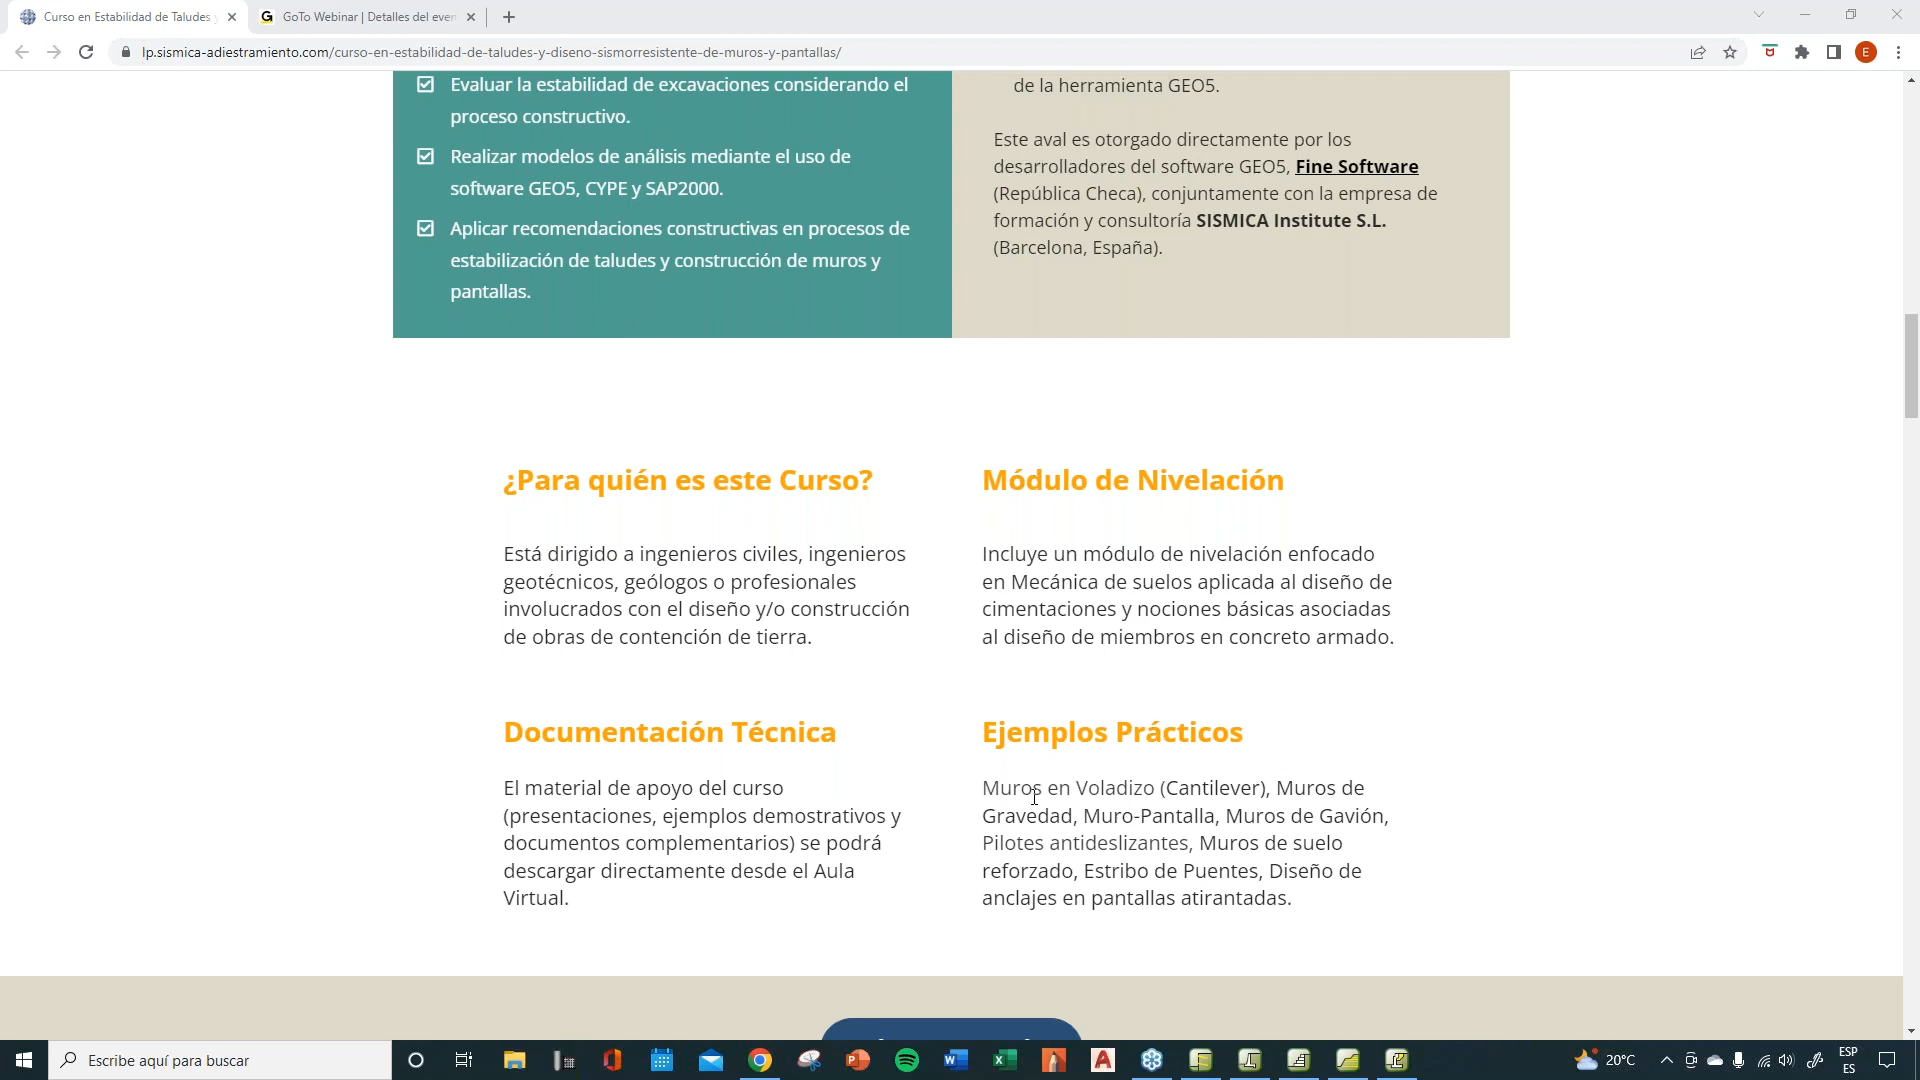 Curso en Estabilidad de Taludes y
GoTo Webinar | Detalles del even
lp.sismica-adiestramiento.com/curso-en-estabilidad-de-taludes-y-diseno-sismorresistente-de-muros-y-pantallas/
E
Evaluar la estabilidad de excavaciones considerando el
proceso constructivo.
Realizar modelos de análisis mediante el uso de
software GEO5, CYPE y SAP2000.
Aplicar recomendaciones constructivas en procesos de
estabilización de taludes y construcción de muros y
pantallas.
de la herramienta GEO5.
Este aval es otorgado directamente por los
desarrolladores del software GEO5, Fine Software
(República Checa), conjuntamente con la empresa de
formación y consultoría SISMICA Institute S.L.
(Barcelona, España).
¿Para quién es este Curso?
Está dirigido a ingenieros civiles, ingenieros
geotécnicos, geólogos o profesionales
involucrados con el diseño y/o construcción
de obras de contención de tierra.
Módulo de Nivelación
Incluye un módulo de nivelación enfocado
en Mecánica de suelos aplicada al diseño de
cimentaciones y nociones básicas asociadas
al diseño de miembros en concreto armado.
Documentación Técnica
El material de apoyo del curso
(presentaciones, ejemplos demostrativos y
documentos complementarios) se podrá
descargar directamente desde el Aula
Virtual.
Ejemplos Prácticos
Muros en Voladizo (Cantilever), Muros de
Gravedad, Muro-Pantalla, Muros de Gavión,
Pilotes antideslizantes, Muros de suelo
reforzado, Estribo de Puentes, Diseño de
anclajes en pantallas atirantadas.
Escribe aquí para buscar
20°C
ESP
ES